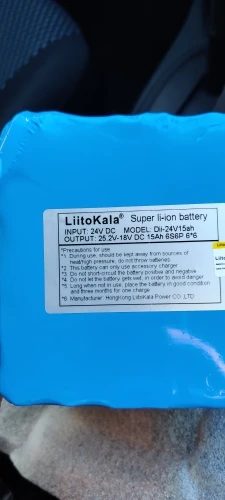 LiitoKala® Super li-ion battery
INPUT: 24V DC MODEL: Dii-24V15ah
OUTPUT: 25.2V-18V DC 15Ah 6S6P 6*6
*Precautions for use:
*1. During use, should be kept away from sources of
heat/high pressure, do not throw batteries
*2 This battery can only use accessory charger
*3. Do not short-circuit the battery positive and negative
*4. Do not let the battery gets wet, in order to avoid danger
*5. Long when not in use, place the battery in good condition
and three months for one charge
*6. Manufacturer: HongKong LiitoKala Power CO.,LTD